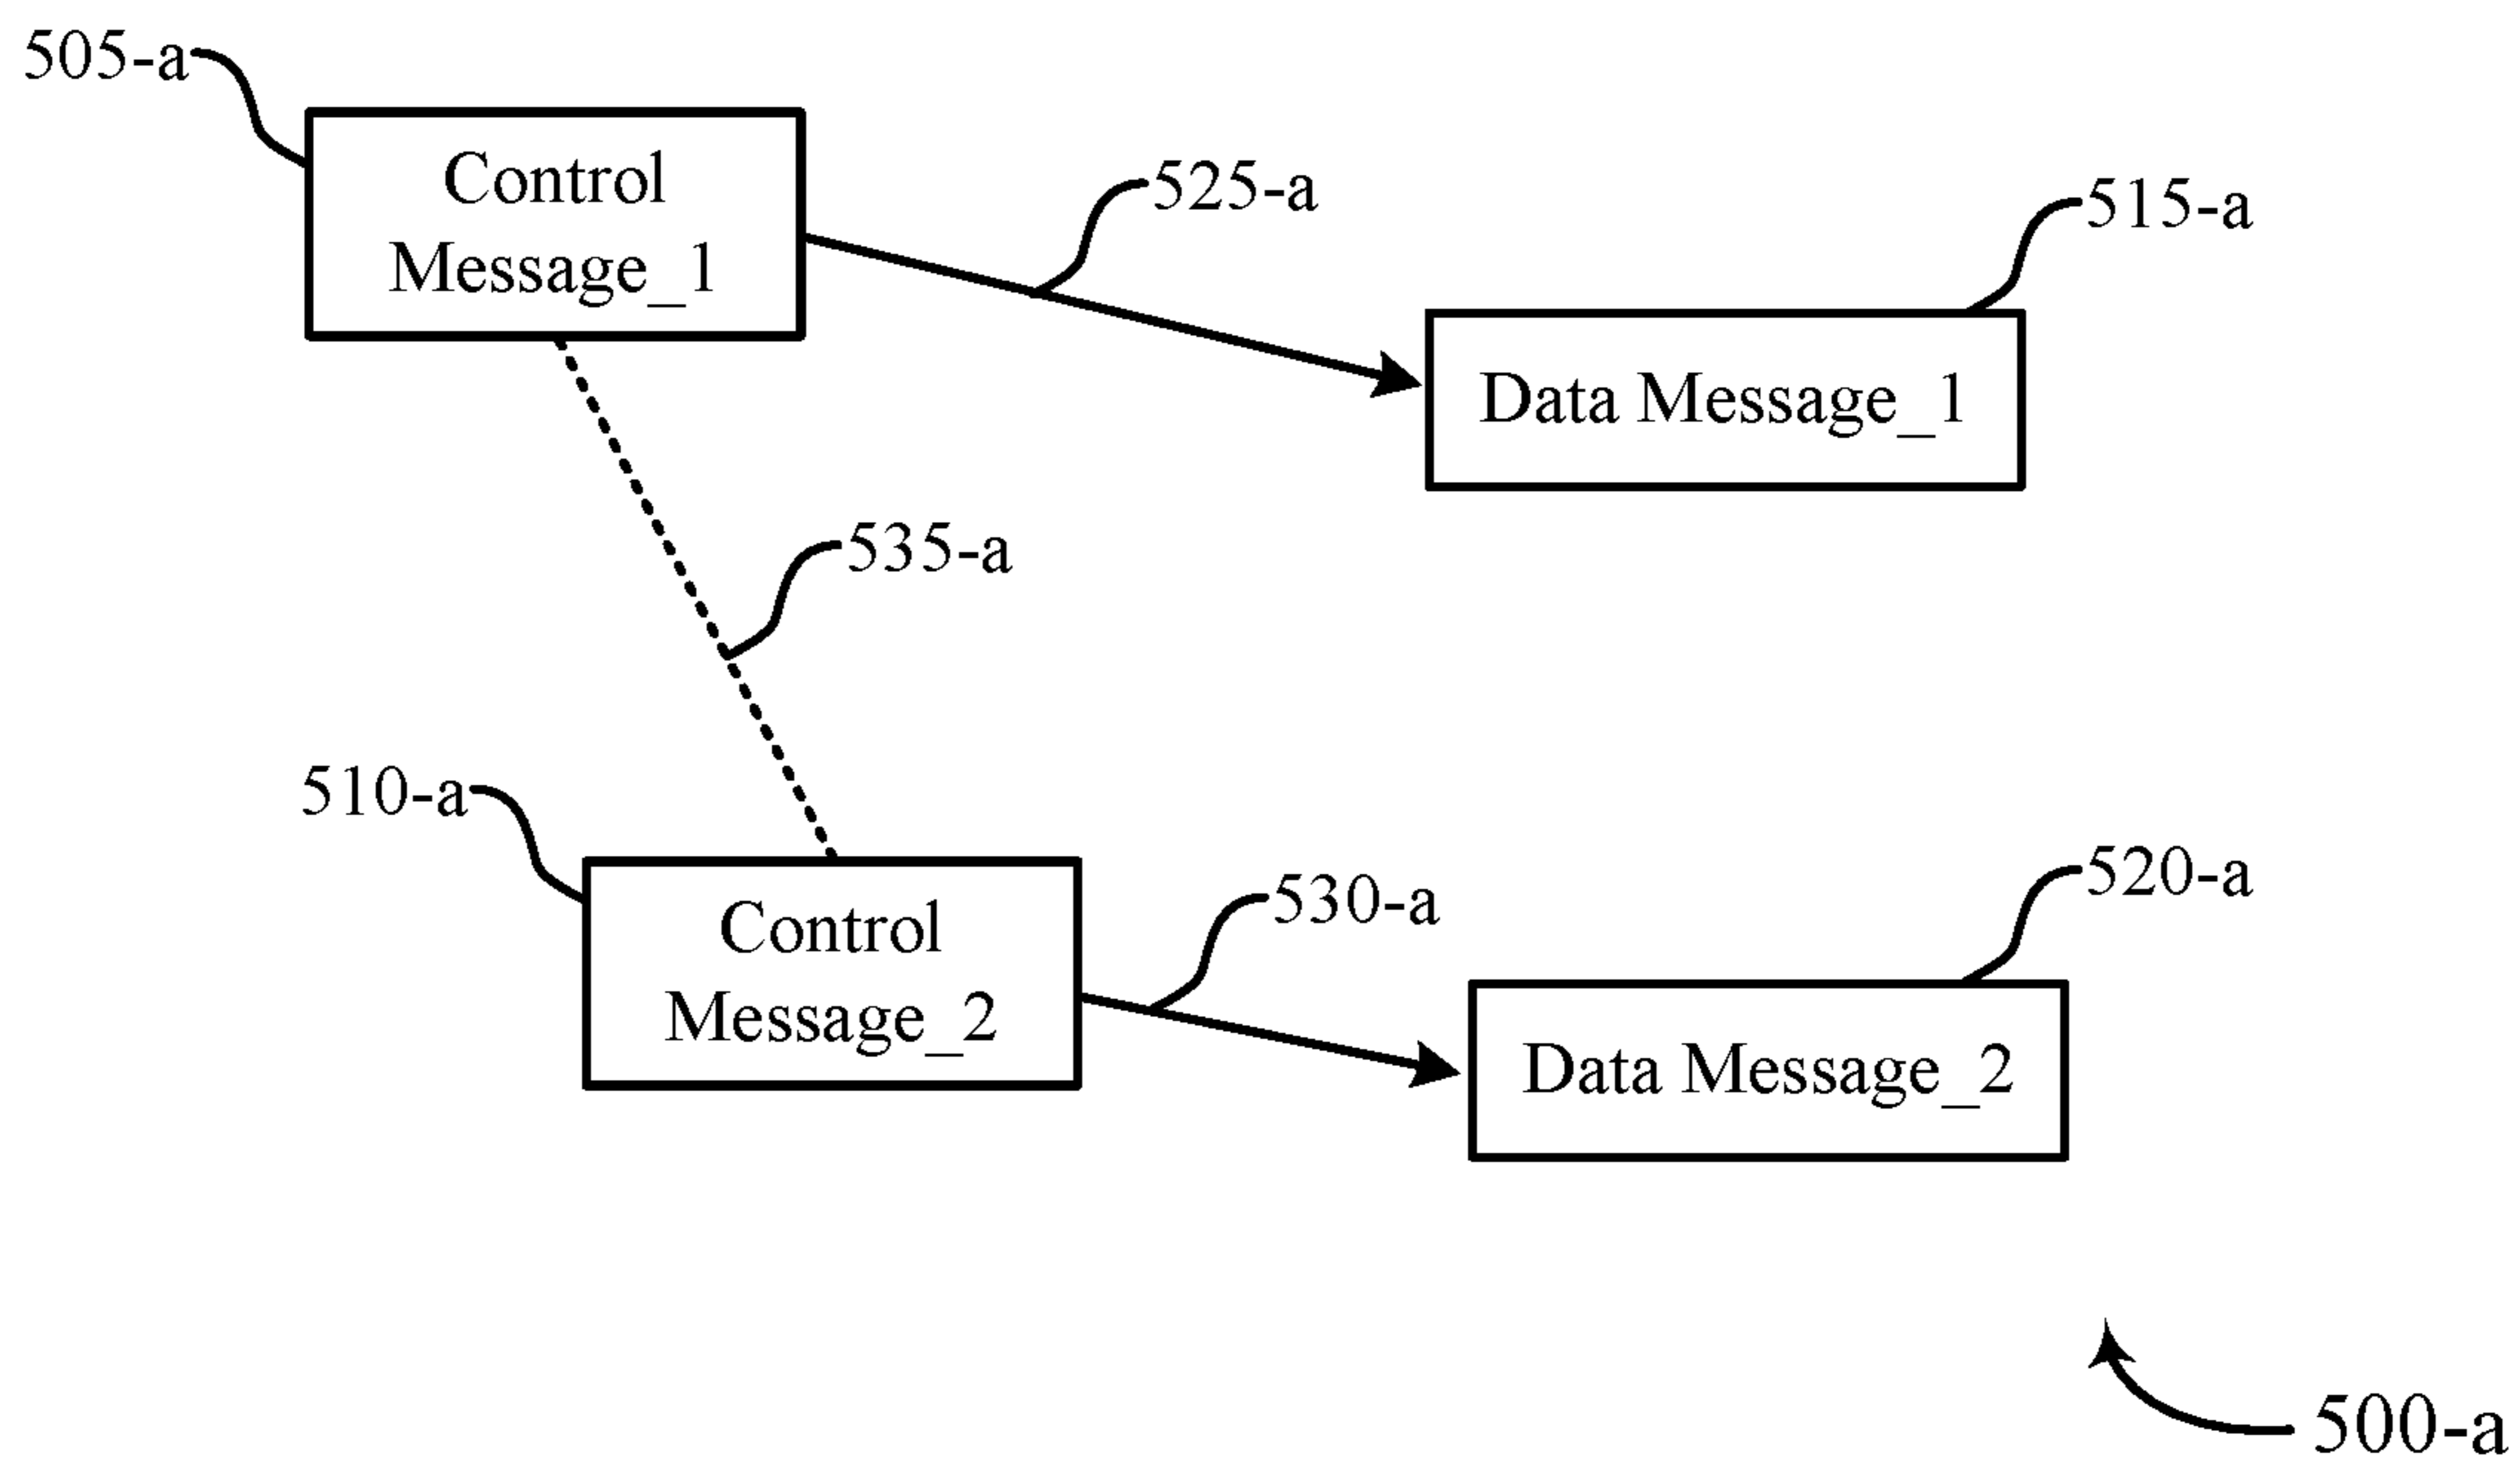 505-a
Control
Message_1
525-a
515-a
Data Message_1
535-a
510-a
Control
Message_2
530-a
520-a
Data Message_2
500-a